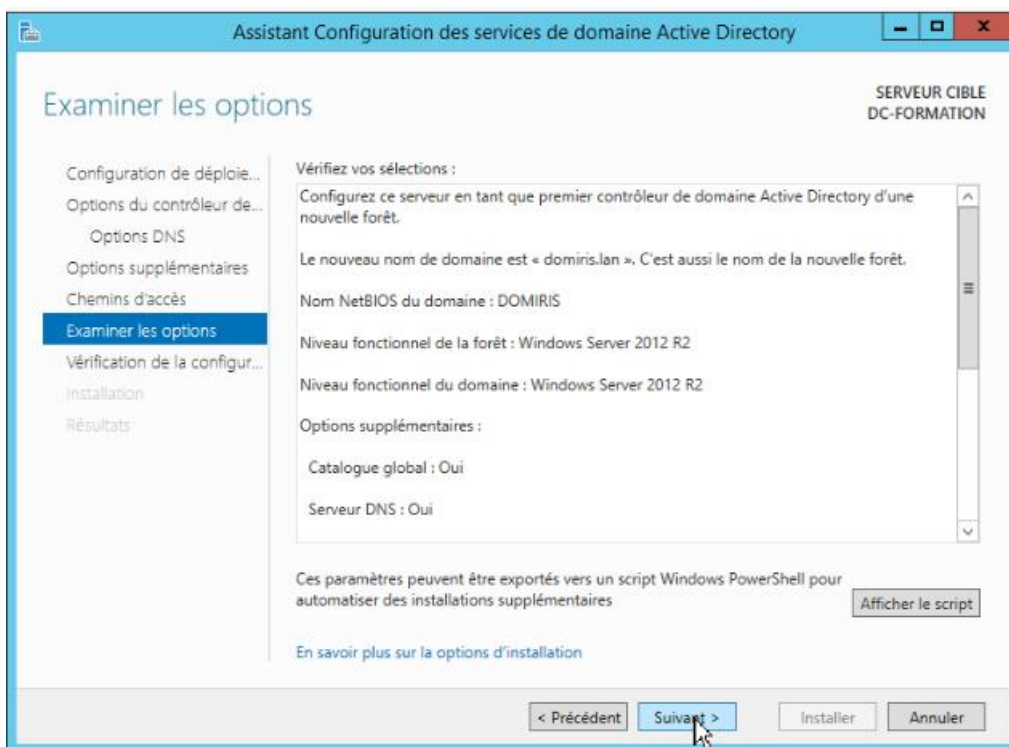 Assistant Configuration des services de domaine Active Directory
Examiner les options
SERVEUR CIBLE
DC-FORMATION
Configuration de déploie...
Options du contrôleur de...
Options DNS
Options supplémentaires
Chemins d'accès
Examiner les options
Vérification de la configur...
Installation
Résultats
Vérifiez vos sélections :
Configurez ce serveur en tant que premier contrôleur de domaine Active Directory d'une
nouvelle forêt.
Le nouveau nom de domaine est « domiris.lan ». C'est aussi le nom de la nouvelle forêt.
Nom NetBIOS du domaine : DOMIRIS
Niveau fonctionnel de la forêt : Windows Server 2012 R2
Niveau fonctionnel du domaine : Windows Server 2012 R2
Options supplémentaires :
Catalogue global : Oui
Serveur DNS : Oui
Ces paramètres peuvent être exportés vers un script Windows PowerShell pour
automatiser des installations supplémentaires
Afficher le script
En savoir plus sur la options d'installation
< Précédent
Suivant >
Installer
Annuler